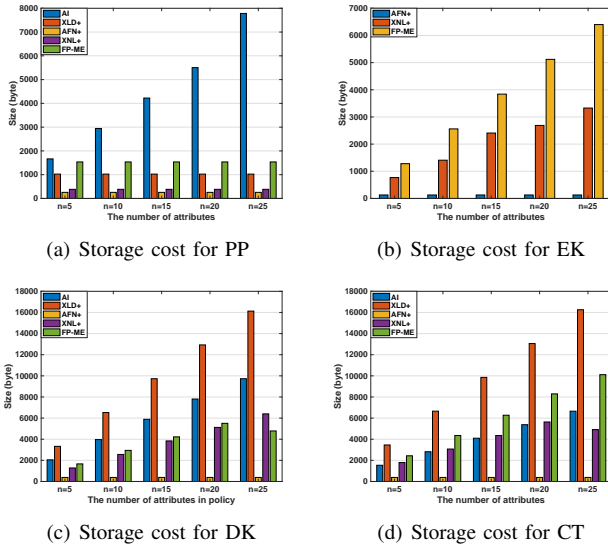 8000
7000
6000
5000
4000
3000
2000
1000
0
Size (byte)
AI
XLD+
AFN+
XNL+
FP-ME
n=5 n=10 n=15 n=20 n=25
The number of attributes
(a) Storage cost for PP
7000
6000
5000
4000
3000
2000
1000
0
Size (byte)
AFN+
XNL+
FP-ME
n=5 n=10 n=15 n=20 n=25
The number of attributes
(b) Storage cost for EK
18000
16000
14000
12000
10000
8000
6000
4000
2000
0
Size (byte)
AI
XLD+
AFN+
XNL+
FP-ME
n=5 n=10 n=15 n=20 n=25
The number of attributes in policy
(c) Storage cost for DK
18000
16000
14000
12000
10000
8000
6000
4000
2000
0
Size (byte)
AI
XLD+
AFN+
XNL+
FP-ME
n=5 n=10 n=15 n=20 n=25
The number of attributes
(d) Storage cost for CT